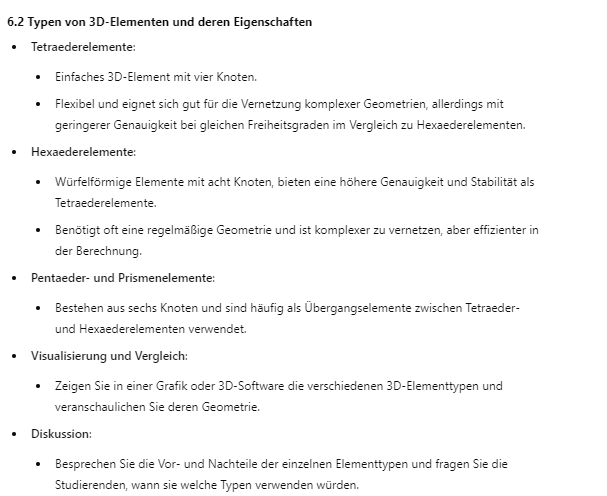 6.2 Typen von 3D-Elementen und deren Eigenschaften
• Tetraederelemente:
• Einfaches 3D-Element mit vier Knoten.
• Flexibel und eignet sich gut für die Vernetzung komplexer Geometrien, allerdings mit
geringerer Genauigkeit bei gleichen Freiheitsgraden im Vergleich zu Hexaederelementen.
• Hexaederelemente:
• Würfelförmige Elemente mit acht Knoten, bieten eine höhere Genauigkeit und Stabilität als
Tetraederelemente.
• Benötigt oft eine regelmäßige Geometrie und ist komplexer zu vernetzen, aber effizienter in
der Berechnung.
• Pentaeder- und Prismenelemente:
• Bestehen aus sechs Knoten und sind häufig als Übergangselemente zwischen Tetraeder-
und Hexaederelementen verwendet.
• Visualisierung und Vergleich:
• Zeigen Sie in einer Grafik oder 3D-Software die verschiedenen 3D-Elementtypen und
veranschaulichen Sie deren Geometrie.
• Diskussion:
• Besprechen Sie die Vor- und Nachteile der einzelnen Elementtypen und fragen Sie die
Studierenden, wann sie welche Typen verwenden würden.